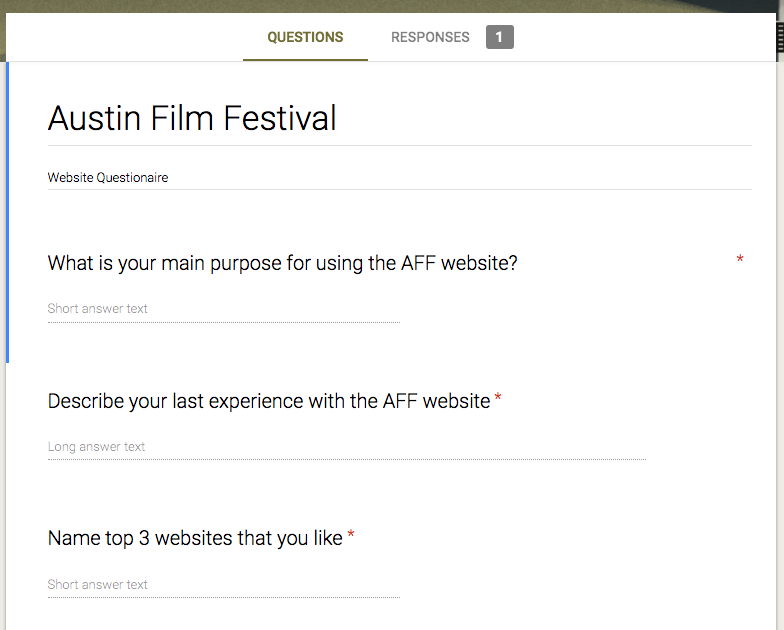 QUESTIONS RESPONSES 1
Austin Film Festival
Website Questionaire
What is your main purpose for using the AFF website? *
Short answer text
Describe your last experience with the AFF website *
Long answer text
Name top 3 websites that you like *
Short answer text